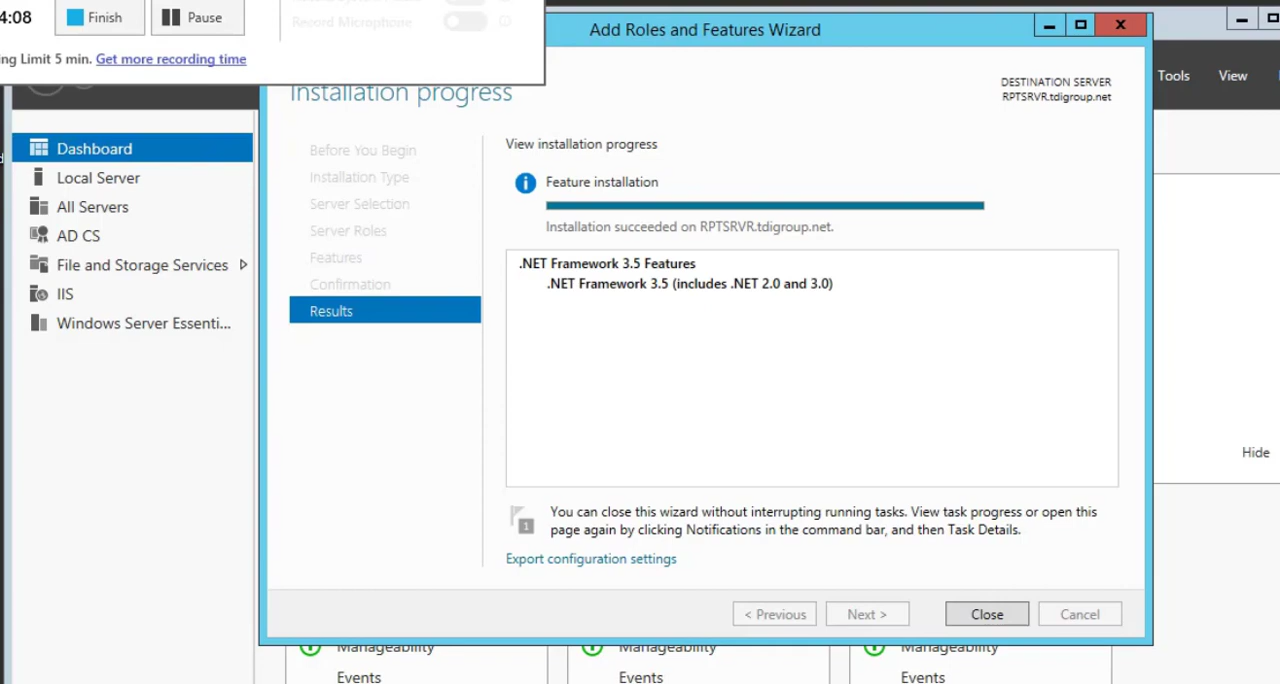 4:08
Finish
Pause
Record Microphone
ng Limit 5 min. Get more recording time
Add Roles and Features Wizard
Tools
View
Installation progress
DESTINATION SERVER
RPTSRVR.tdigroup.net
Dashboard
Local Server
All Servers
AD CS
File and Storage Services
IIS
Windows Server Essenti...
Before You Begin
Installation Type
Server Selection
Server Roles
Features
Confirmation
Results
View installation progress
Feature installation
Installation succeeded on RPTSRVR.tdigroup.net.
.NET Framework 3.5 Features
.NET Framework 3.5 (includes .NET 2.0 and 3.0)
Hide
1
You can close this wizard without interrupting running tasks. View task progress or open this
page again by clicking Notifications in the command bar, and then Task Details.
Export configuration settings
< Previous
Next >
Close
Cancel
Manageability
Manageability
Manageability
Events
Events
Events